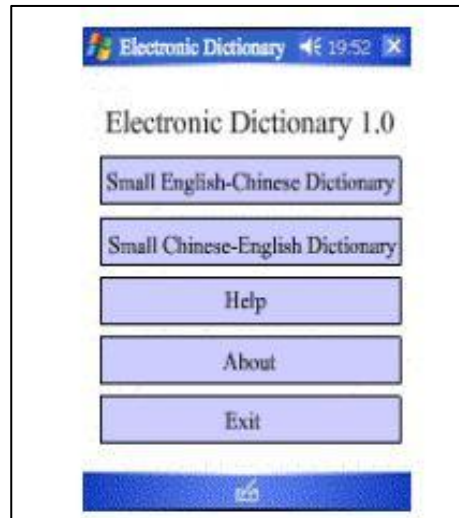 Electronic Dictionary 19:52
Electronic Dictionary 1.0
Small English-Chinese Dictionary
Small Chinese-English Dictionary
Help
About
Exit